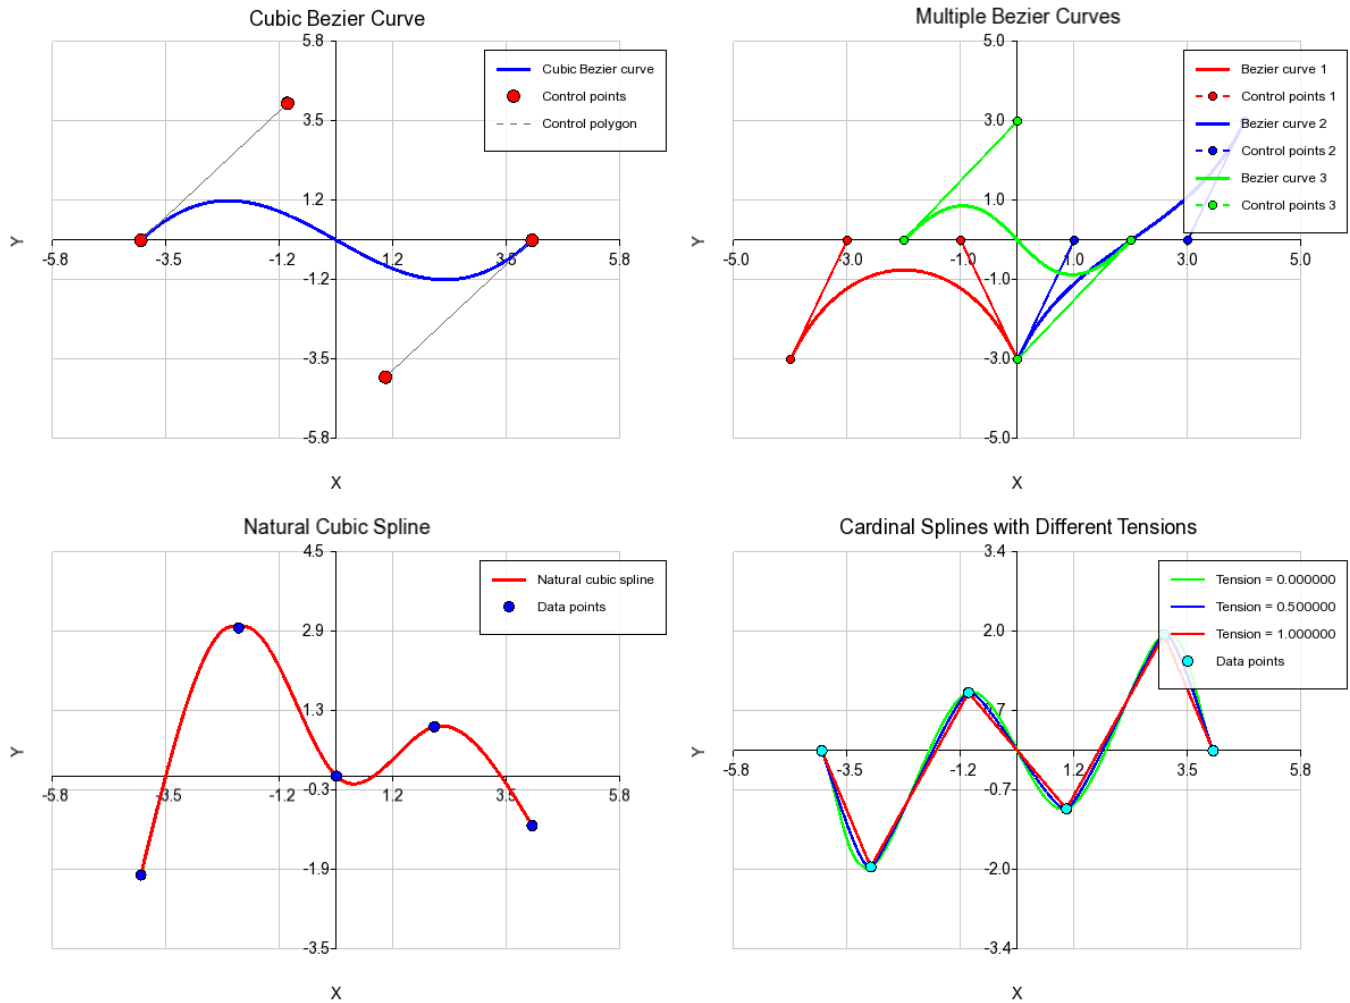 Cubic Bezier Curve
5.8
3.5
1.2
-1.2
-3.5
-5.8
-5.8
-3.5
-1.2
1.2
3.5
5.8
Y
X
Cubic Bezier curve
Control points
Control polygon
Multiple Bezier Curves
5.0
3.0
1.0
-1.0
-3.0
-5.0
-5.0
-3.0
-1.0
1.0
3.0
5.0
Y
X
Bezier curve 1
Control points 1
Bezier curve 2
Control points 2
Bezier curve 3
Control points 3
Natural Cubic Spline
4.5
2.9
1.3
-0.3
-1.9
-3.5
-5.8
-3.5
-1.2
1.2
3.5
5.8
Y
X
Natural cubic spline
Data points
Cardinal Splines with Different Tensions
3.4
2.0
-0.7
-2.0
-3.4
-5.8
-3.5
-1.2
1.2
3.5
5.8
Y
X
Tension = 0.000000
Tension = 0.500000
Tension = 1.000000
Data points